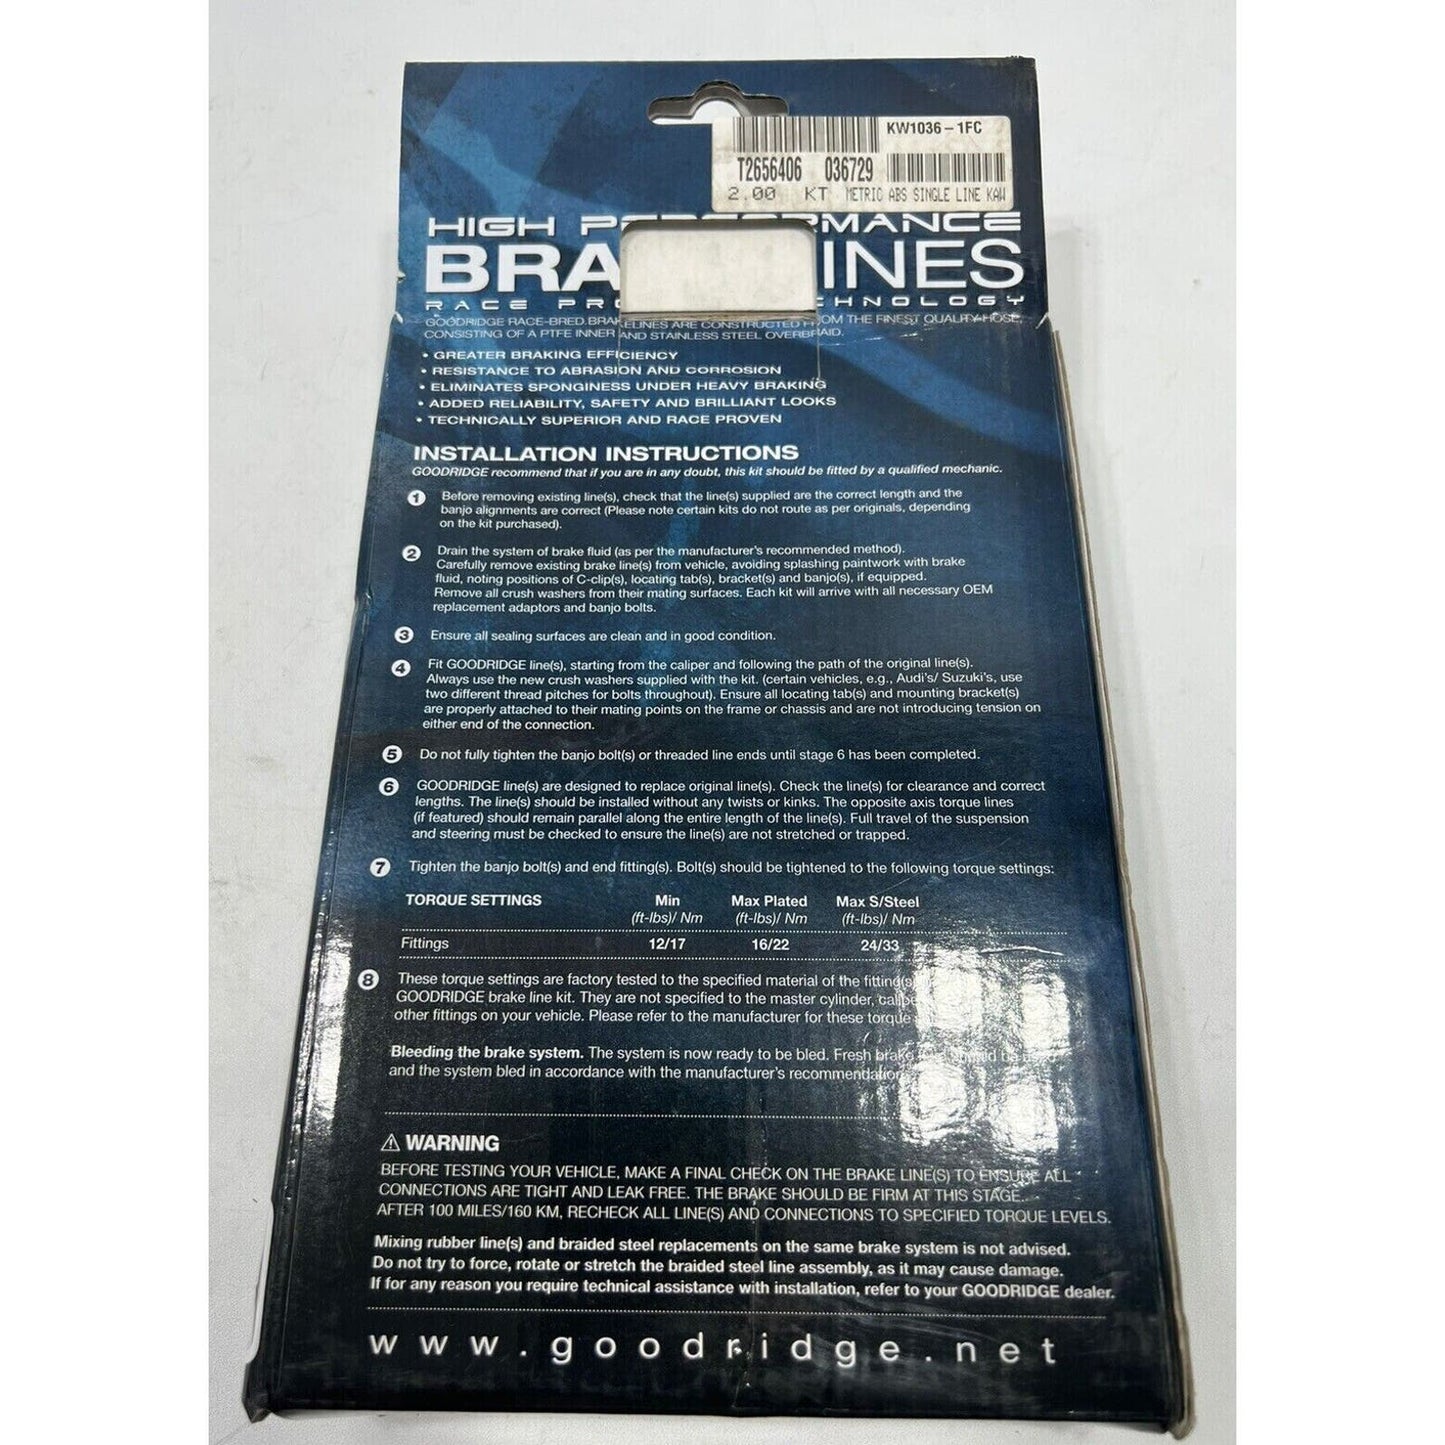 KW1036-1FC
T2656406 036729
2.00 KT METRIC ABS SINGLE LINE KAW
HIGH PERFORMANCE
BRA INES
RACE PRO CHNOLOGY
GOODRIDGE RACE-BRED BRAKELINES ARE CONSTRUCTED FROM THE FINEST QUALITY HOSE,
CONSISTING OF A PTFE INNER AND STAINLESS STEEL OVERBRAID.
• GREATER BRAKING EFFICIENCY
• RESISTANCE TO ABRASION AND CORROSION
• ELIMINATES SPONGINESS UNDER HEAVY BRAKING
• ADDED RELIABILITY, SAFETY AND BRILLIANT LOOKS
• TECHNICALLY SUPERIOR AND RACE PROVEN
INSTALLATION INSTRUCTIONS
GOODRIDGE recommend that if you are in any doubt, this kit should be fitted by a qualified mechanic.
1 Before removing existing line(s), check that the line(s) supplied are the correct length and the
banjo alignments are correct (Please note certain kits do not route as per originals, depending
on the kit purchased).
2 Drain the system of brake fluid (as per the manufacturer's recommended method).
Carefully remove existing brake line(s) from vehicle, avoiding splashing paintwork with brake
fluid, noting positions of C-clip(s), locating tab(s), bracket(s) and banjo(s), if equipped.
Remove all crush washers from their mating surfaces. Each kit will arrive with all necessary OEM
replacement adaptors and banjo bolts.
3 Ensure all sealing surfaces are clean and in good condition.
4 Fit GOODRIDGE line(s), starting from the caliper and following the path of the original line(s).
Always use the new crush washers supplied with the kit. (certain vehicles, e.g., Audi's/ Suzuki's, use
two different thread pitches for bolts throughout). Ensure all locating tab(s) and mounting bracket(s)
are properly attached to their mating points on the frame or chassis and are not introducing tension on
either end of the connection.
5 Do not fully tighten the banjo bolt(s) or threaded line ends until stage 6 has been completed.
6 GOODRIDGE line(s) are designed to replace original line(s). Check the line(s) for clearance and correct
lengths. The line(s) should be installed without any twists or kinks. The opposite axis torque lines
(if featured) should remain parallel along the entire length of the line(s). Full travel of the suspension
and steering must be checked to ensure the line(s) are not stretched or trapped.
7 Tighten the banjo bolt(s) and end fitting(s). Bolt(s) should be tightened to the following torque settings:
TORQUE SETTINGS Min Max Plated Max S/Steel
(ft-lbs)/ Nm (ft-lbs)/ Nm (ft-lbs)/ Nm
Fittings 12/17 16/22 24/33
8 These torque settings are factory tested to the specified material of the fitting(s)
GOODRIDGE brake line kit. They are not specified to the master cylinder, calipe
other fittings on your vehicle. Please refer to the manufacturer for these torque
Bleeding the brake system. The system is now ready to be bled. Fresh brake fluid should be used
and the system bled in accordance with the manufacturer's recommendation
⚠ WARNING
BEFORE TESTING YOUR VEHICLE, MAKE A FINAL CHECK ON THE BRAKE LINE(S) TO ENSURE ALL
CONNECTIONS ARE TIGHT AND LEAK FREE. THE BRAKE SHOULD BE FIRM AT THIS STAGE.
AFTER 100 MILES/160 KM, RECHECK ALL LINE(S) AND CONNECTIONS TO SPECIFIED TORQUE LEVELS.
Mixing rubber line(s) and braided steel replacements on the same brake system is not advised.
Do not try to force, rotate or stretch the braided steel line assembly, as it may cause damage.
If for any reason you require technical assistance with installation, refer to your GOODRIDGE dealer.
www.goodridge.net